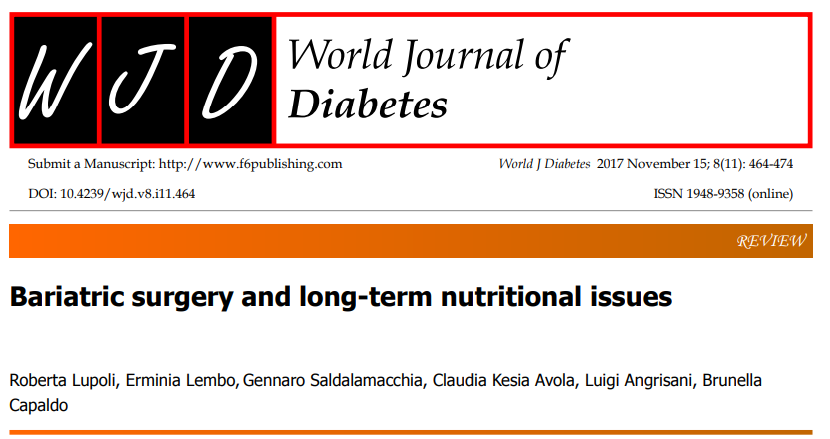 W J D
World Journal of
Diabetes
Submit a Manuscript: http://www.f6publishing.com
World J Diabetes 2017 November 15; 8(11): 464-474
DOI: 10.4239/wjd.v8.i11.464
ISSN 1948-9358 (online)
REVIEW
Bariatric surgery and long-term nutritional issues
Roberta Lupoli, Erminia Lembo, Gennaro Saldalamacchia, Claudia Kesia Avola, Luigi Angrisani, Brunella
Capaldo